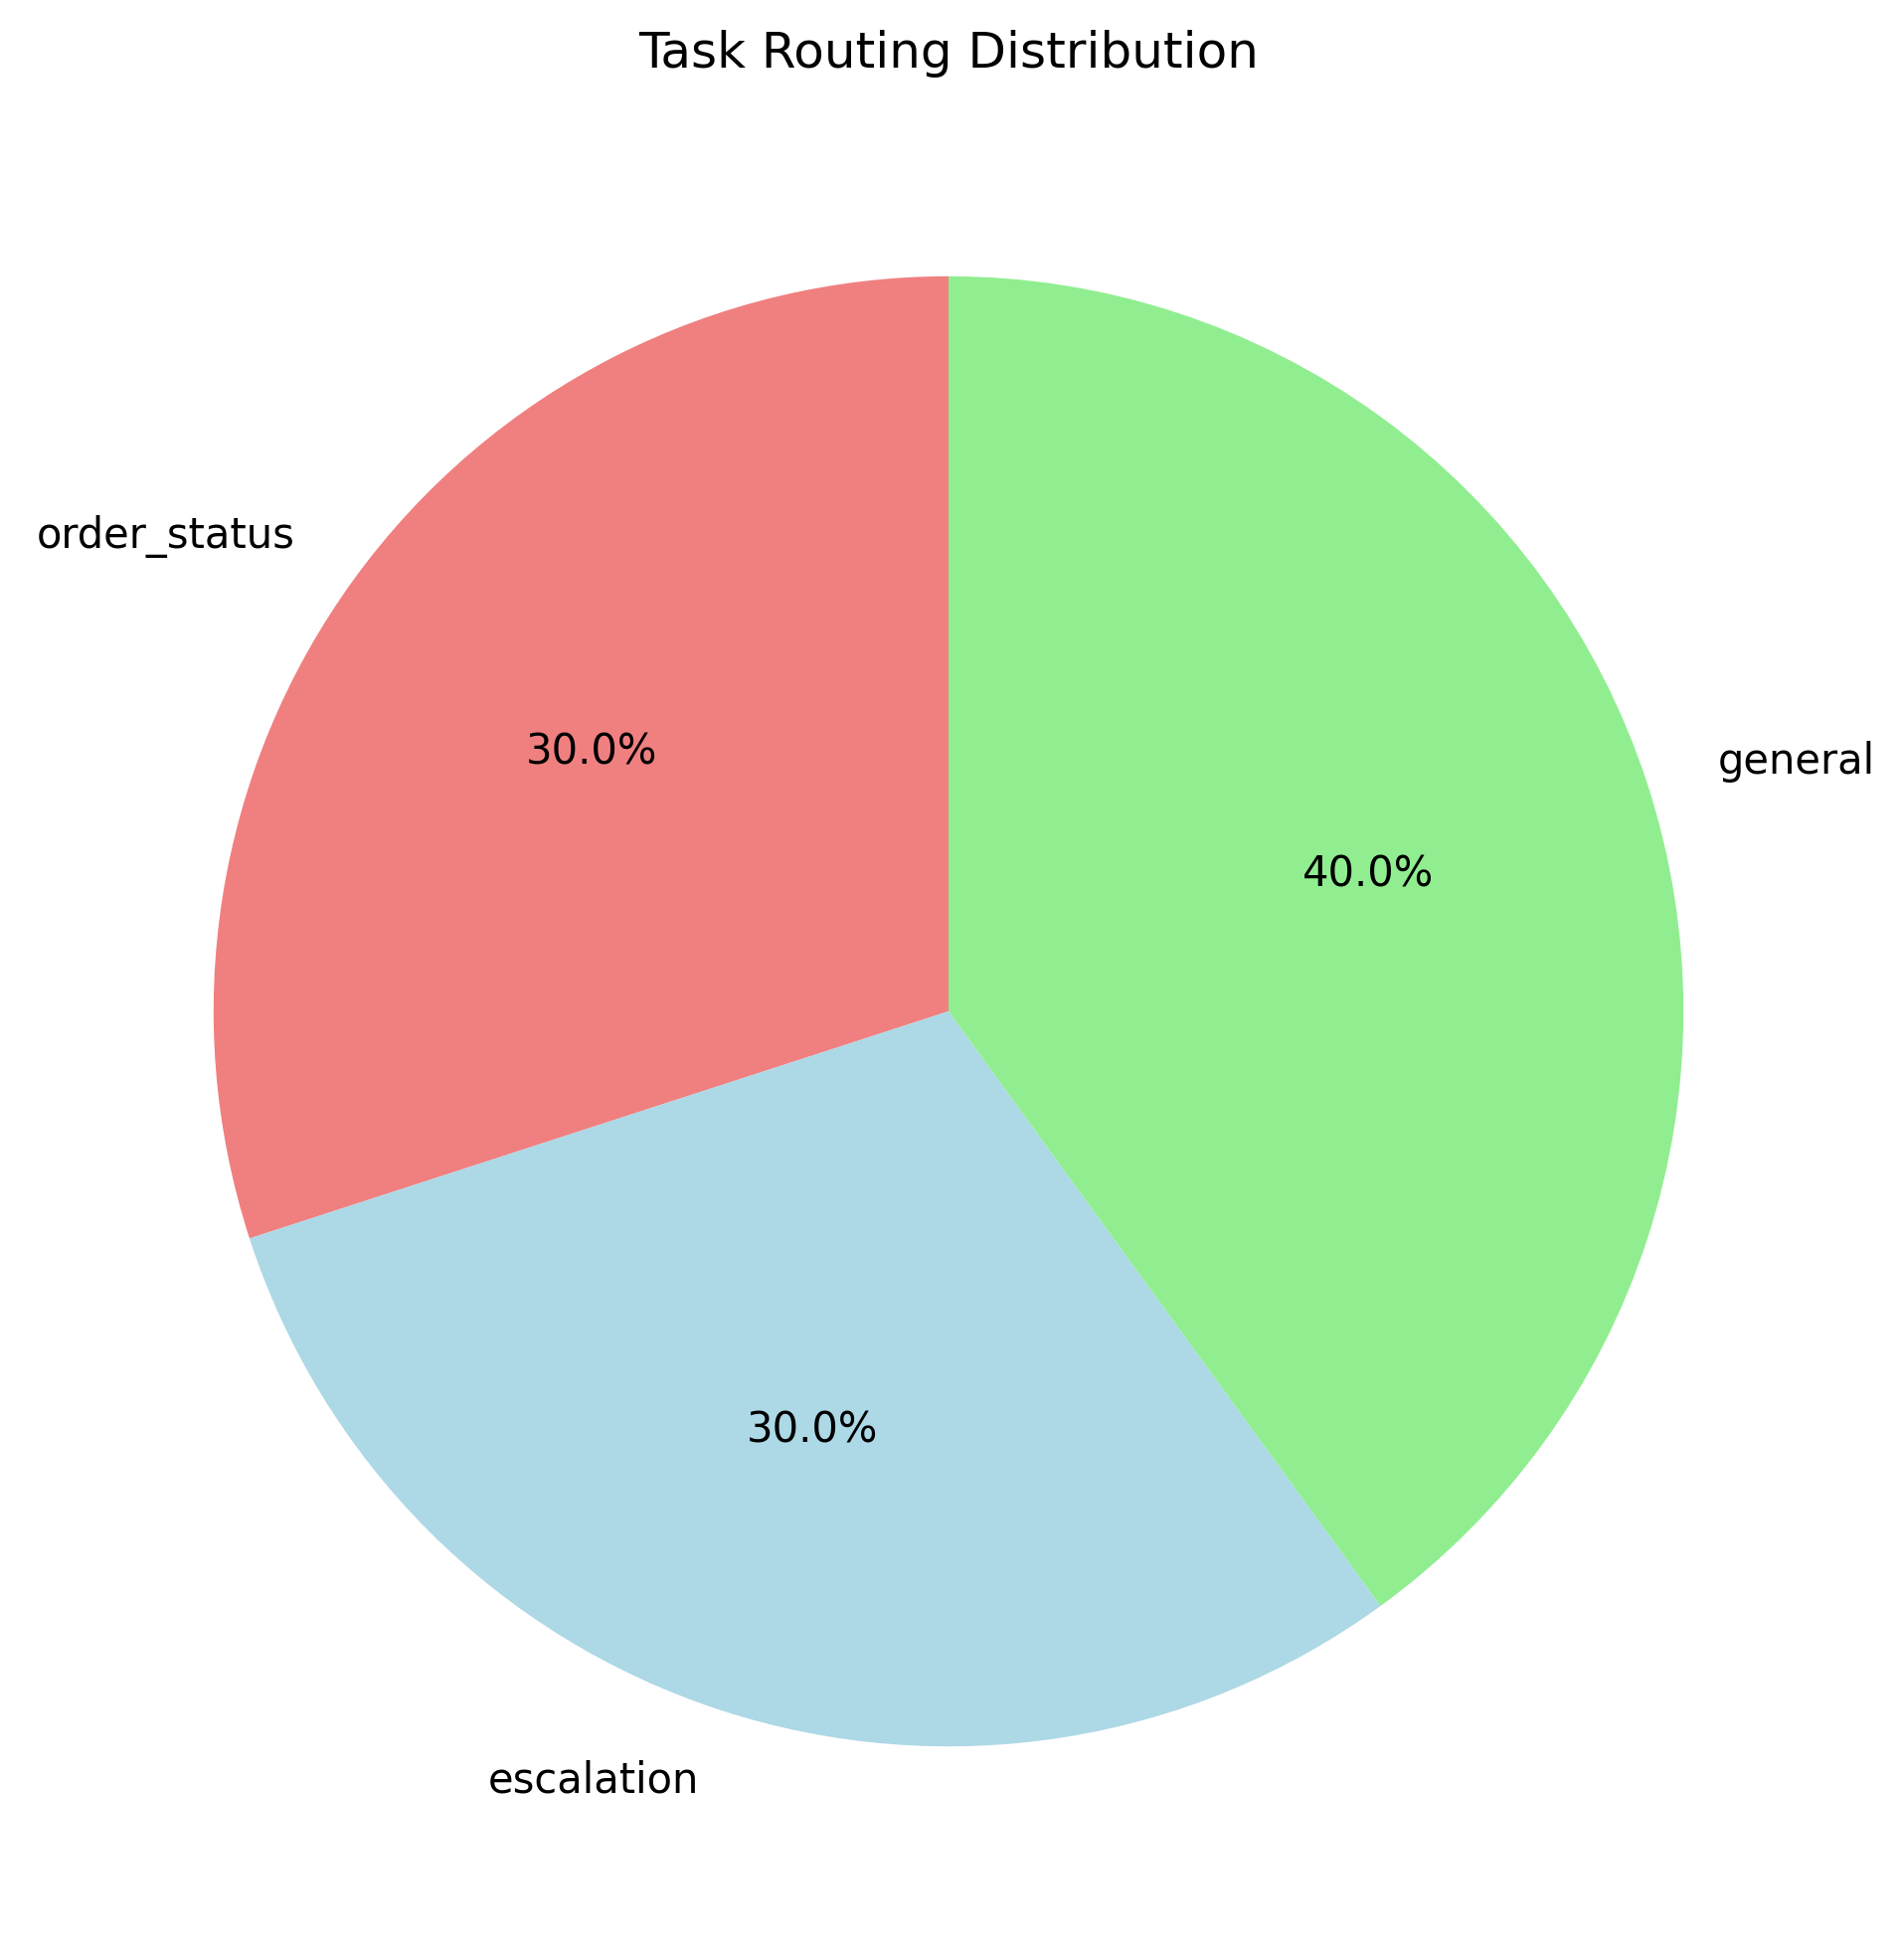 Task Routing Distribution
order_status
30.0%
general
40.0%
30.0%
escalation